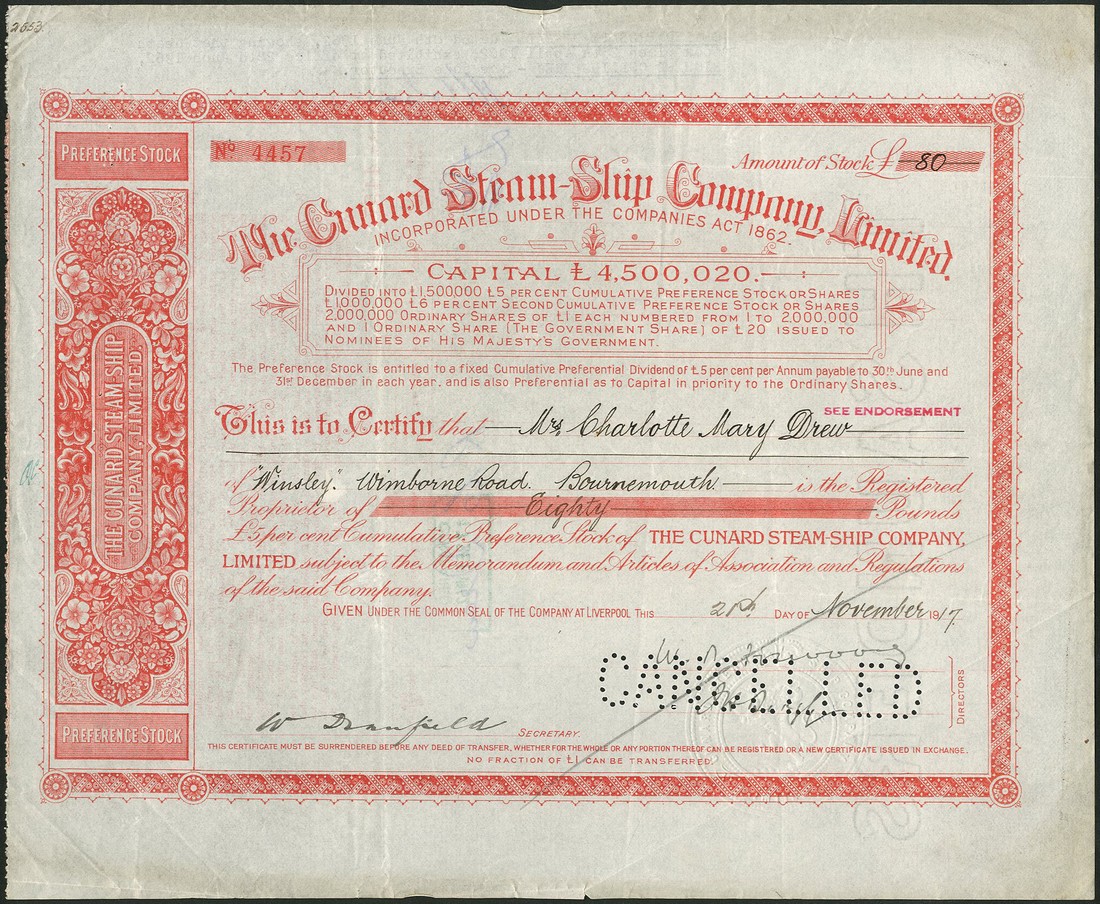 2553
PREFERENCE STOCK
No 4457
Amount of Stock £ 80
The Cunard Steam-Ship Company, Limited.
INCORPORATED UNDER THE COMPANIES ACT 1862.
CAPITAL £4,500,020.
DIVIDED INTO £1,500000 £5 PER CENT CUMULATIVE PREFERENCE STOCK OR SHARES
£1000,000 £6 PER CENT SECOND CUMULATIVE PREFERENCE STOCK OR SHARES
2,000,000 ORDINARY SHARES OF £1 EACH NUMBERED FROM 1 TO 2,000,000
AND 1 ORDINARY SHARE (THE GOVERNMENT SHARE) OF £20 ISSUED TO
NOMINEES OF HIS MAJESTY'S GOVERNMENT.
The Preference Stock is entitled to a fixed Cumulative Preferential Dividend of £5 per cent per Annum payable to 30th June and
31st December in each year. and is also Preferential as to Capital in priority to the Ordinary Shares.
SEE ENDORSEMENT
This is to Certify that Mrs Charlotte Mary Drew
of "Winsley". Wimborne Road. Bournemouth is the Registered
Proprietor of Eighty Pounds
£5 per cent Cumulative Preference Stock of THE CUNARD STEAM-SHIP COMPANY,
LIMITED subject to the Memorandum and Articles of Association and Regulations
of the said Company.
GIVEN UNDER THE COMMON SEAL OF THE COMPANY AT LIVERPOOL THIS 21th DAY OF November 1917.
CANCELLED
DIRECTORS
W Dranfield
SECRETARY.
THIS CERTIFICATE MUST BE SURRENDERED BEFORE ANY DEED OF TRANSFER, WHETHER FOR THE WHOLE OR ANY PORTION THEREOF CAN BE REGISTERED OR A NEW CERTIFICATE ISSUED IN EXCHANGE.
NO FRACTION OF £1 CAN BE TRANSFERRED.
THE CUNARD STEAM-SHIP
COMPANY, LIMITED
PREFERENCE STOCK